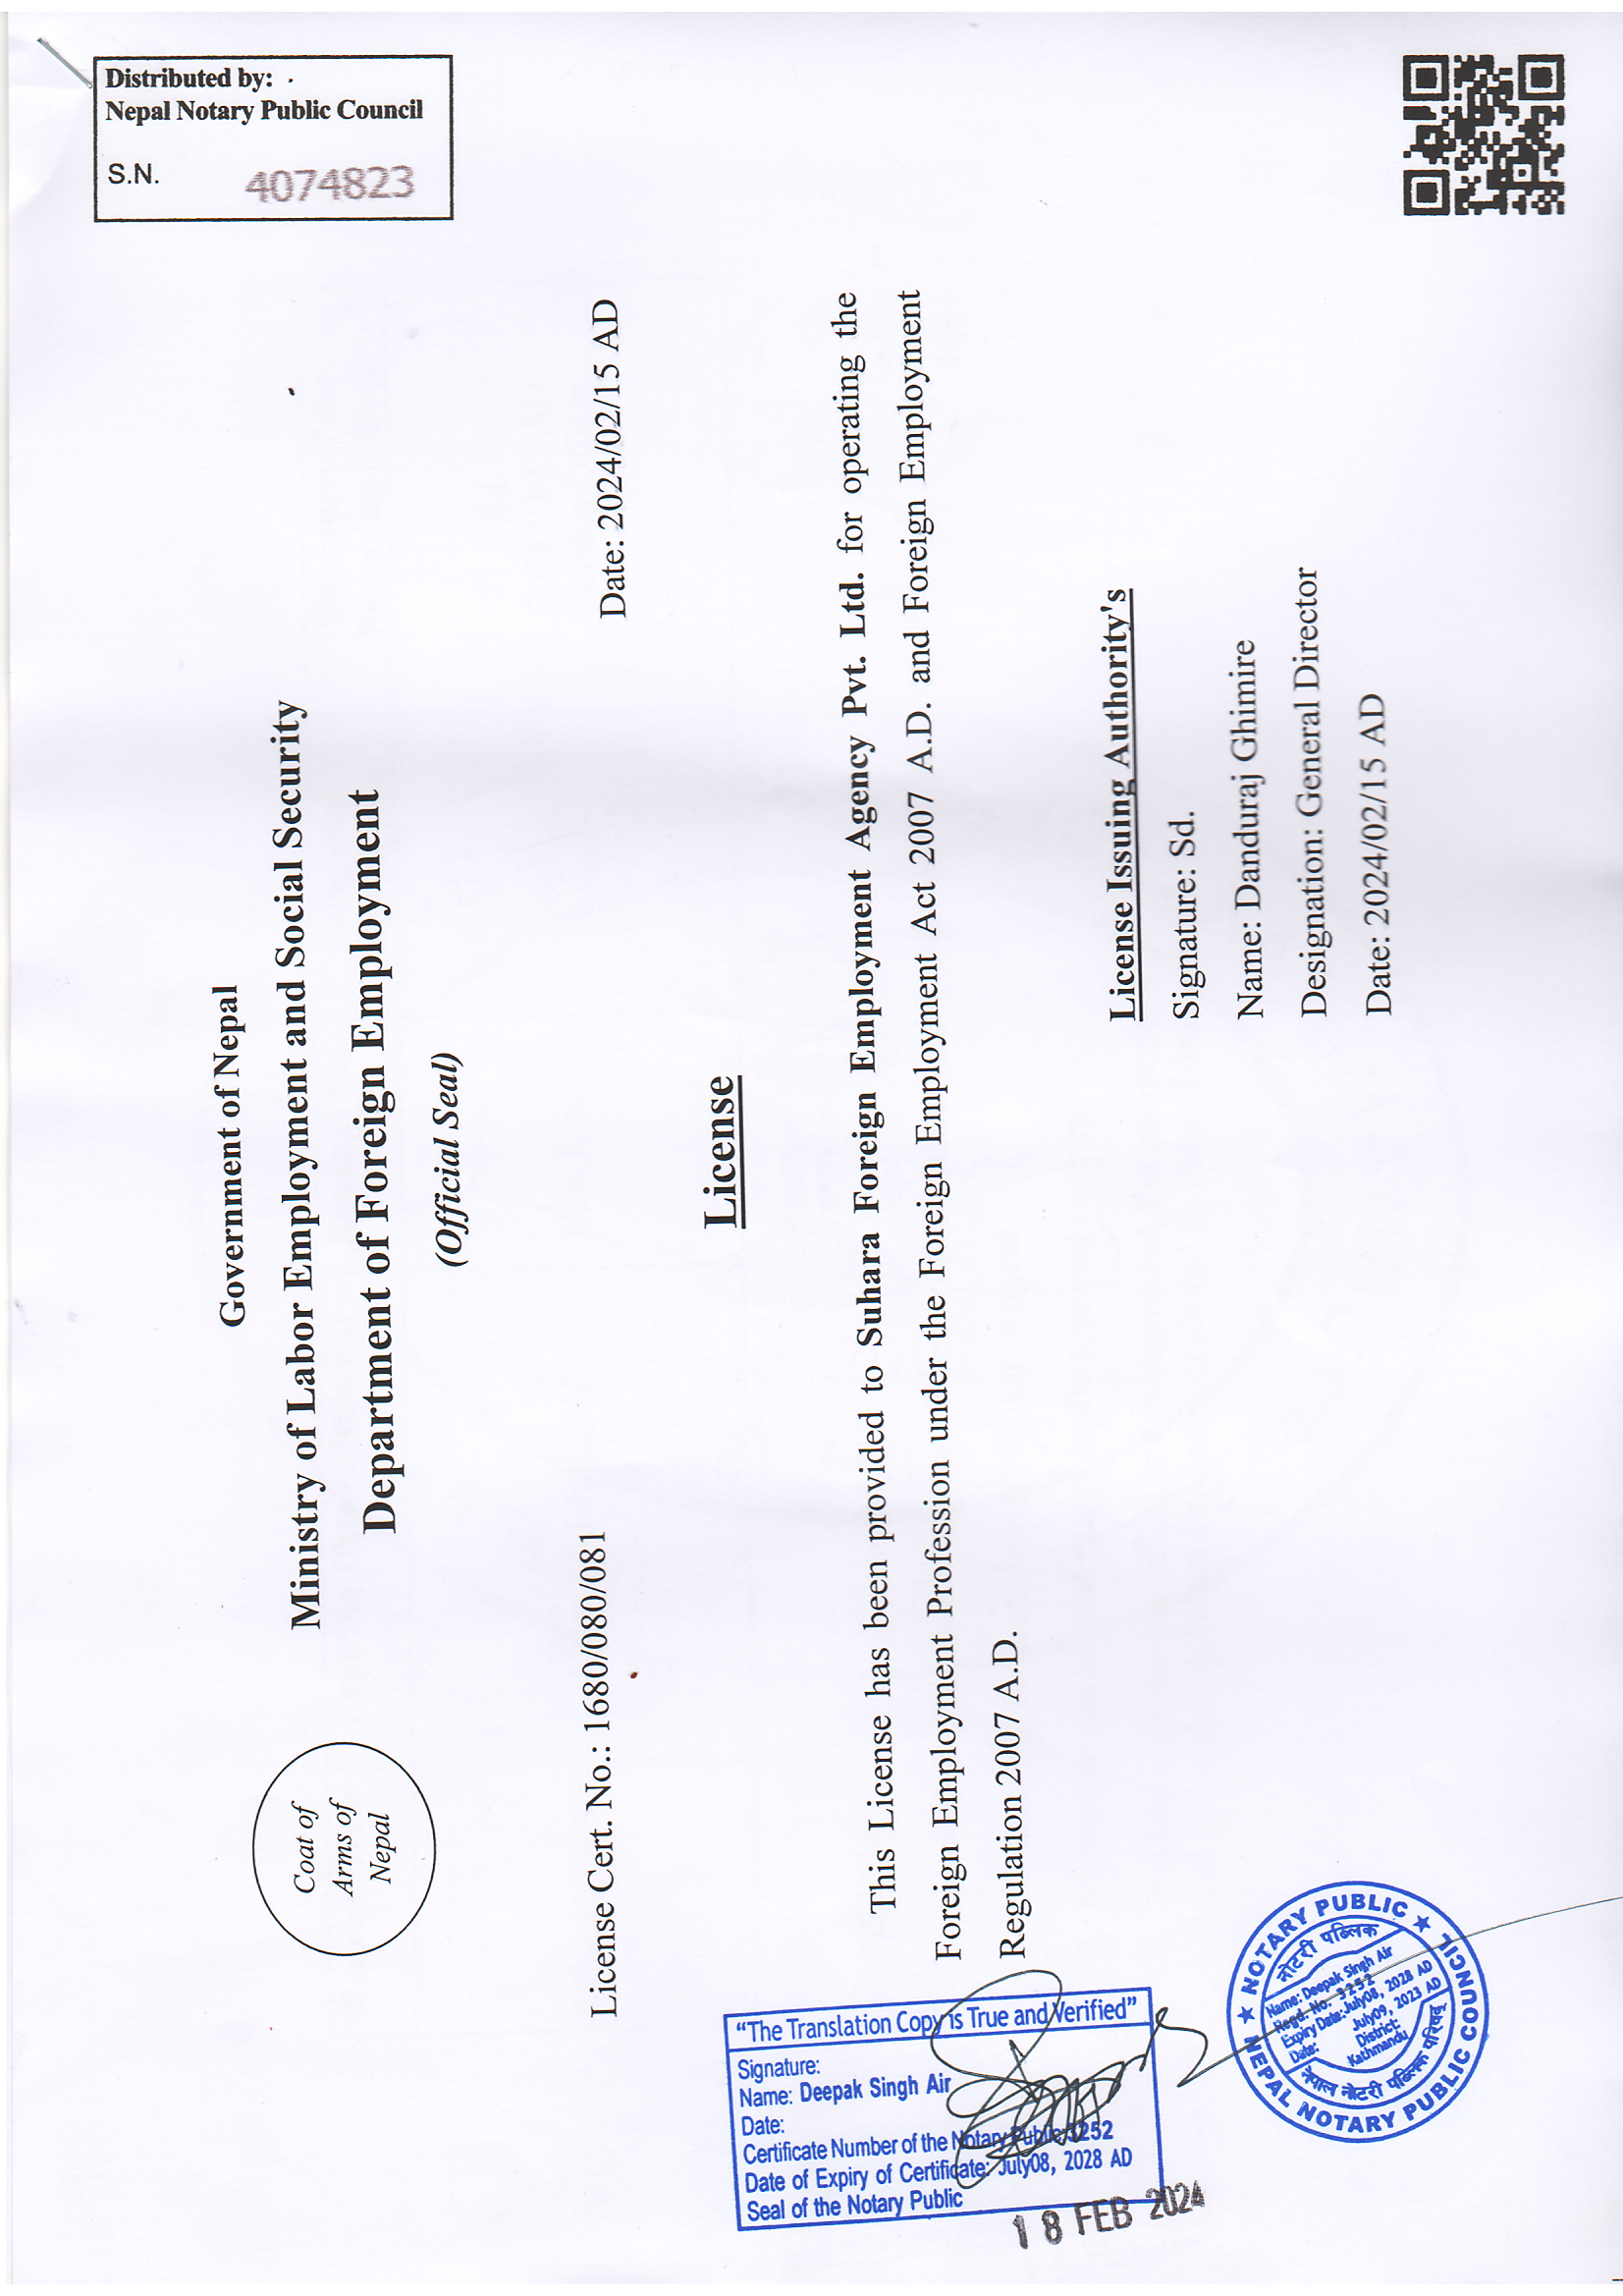 Government of Nepal
Ministry of Labor Employment and Social Security
Department of Foreign Employment
(Official Seal)
Coat of
Arms of
Nepal
Distributed by:
Nepal Notary Public Council
S.N. 4074823
License Cert. No.: 1680/080/081
Date: 2024/02/15 AD
License
This License has been provided to Suhara Foreign Employment Agency Pvt. Ltd. for operating the
Foreign Employment Profession under the Foreign Employment Act 2007 A.D. and Foreign Employment
Regulation 2007 A.D.
License Issuing Authority's
Signature: Sd.
Name: Danduraj Ghimire
Designation: General Director
Date: 2024/02/15 AD
"The Translation Copy is True and Verified"
Signature:
Name: Deepak Singh Air
Date:
Certificate Number of the Notary Public: 3252
Date of Expiry of Certificate: July08, 2028 AD
Seal of the Notary Public
18 FEB 2024
★ NOTARY PUBLIC ★
NEPAL NOTARY PUBLIC COUNCIL
नोटरी पब्लिक
Name: Deepak Singh Air
Regd. No. 3252
Expiry Date: July08, 2028 AD
Date: July09, 2023 AD
District:
Kathmandu
नेपाल नोटरी पब्लिक परिषद्